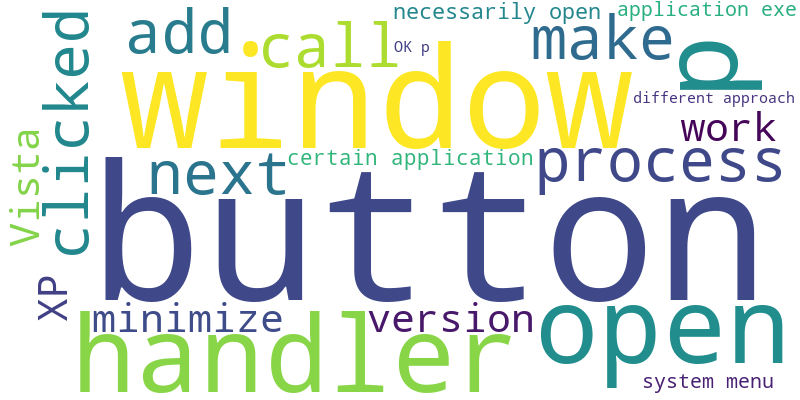 necessarily open
application exe
add
call
OK p
make
p
clicked
window
different approach
work
Vista
next
certain application
process
button
XP
minimize
version
open
handler
system menu